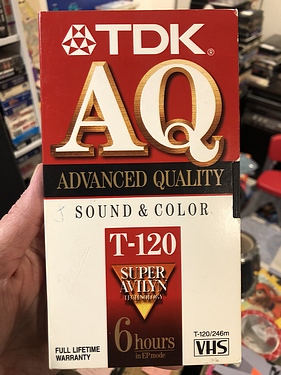 TDK®
AQ
ADVANCED QUALITY
SOUND & COLOR
T-120
SUPER
AVILYN
TECHNOLOGY
6 hours
in EP mode
FULL LIFETIME
WARRANTY
T-120/246m
VHS